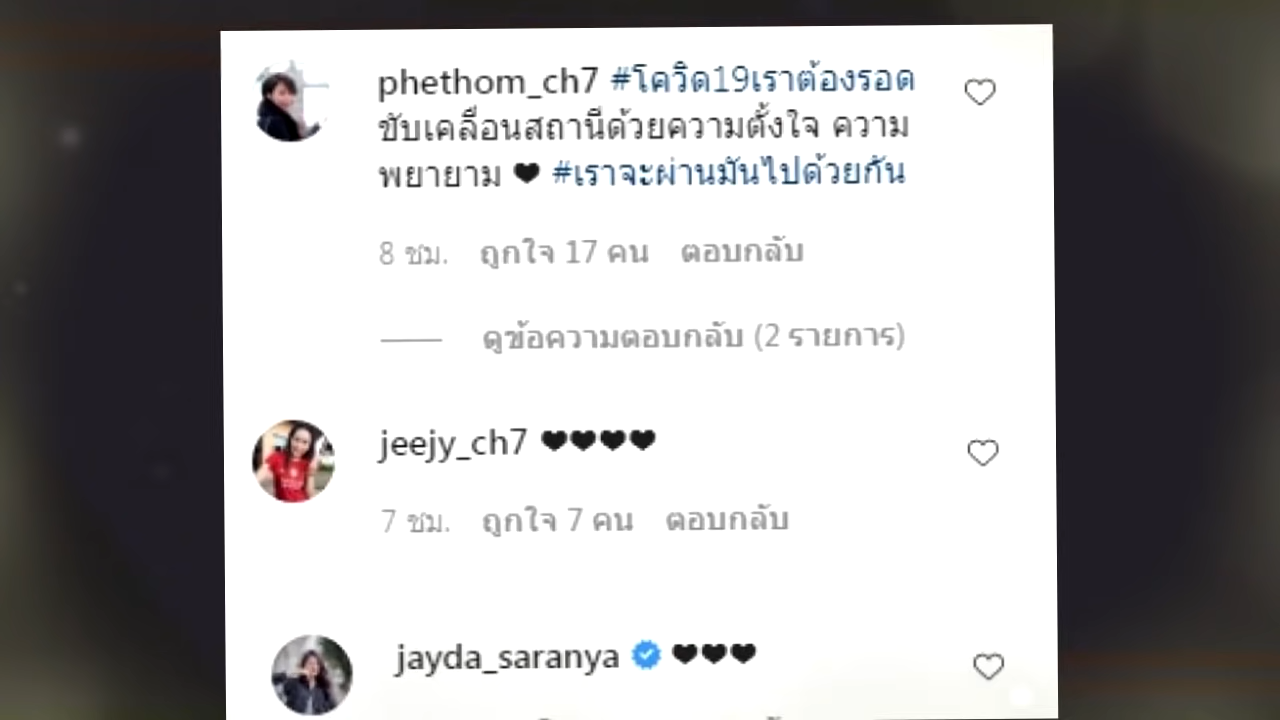 phethom_ch7 #โควิด19เราต้องรอด
ขับเคลื่อนสถานีด้วยความตั้งใจ ความ
พยายาม ❤ #เราจะผ่านมันไปด้วยกัน
8 ชม. ถูกใจ 17 คน ตอบกลับ
ดูข้อความตอบกลับ (2 รายการ)
jeejy_ch7 ❤❤❤❤
7 ชม. ถูกใจ 7 คน ตอบกลับ
jayda_saranya ❤❤❤